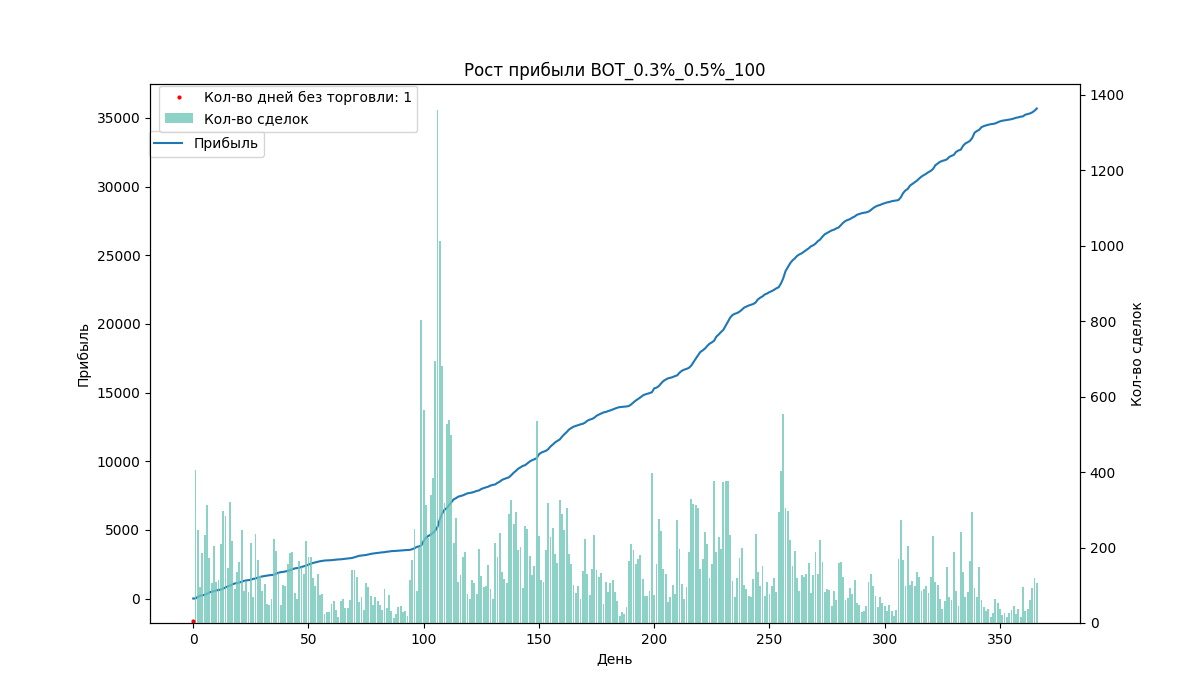 Рост прибыли BOT_0.3%_0.5%_100
Кол-во дней без торговли: 1
Кол-во сделок
Прибыль
35000
30000
25000
20000
15000
10000
5000
0
Прибыль
1400
1200
1000
800
600
400
200
0
Кол-во сделок
0 50 100 150 200 250 300 350
День